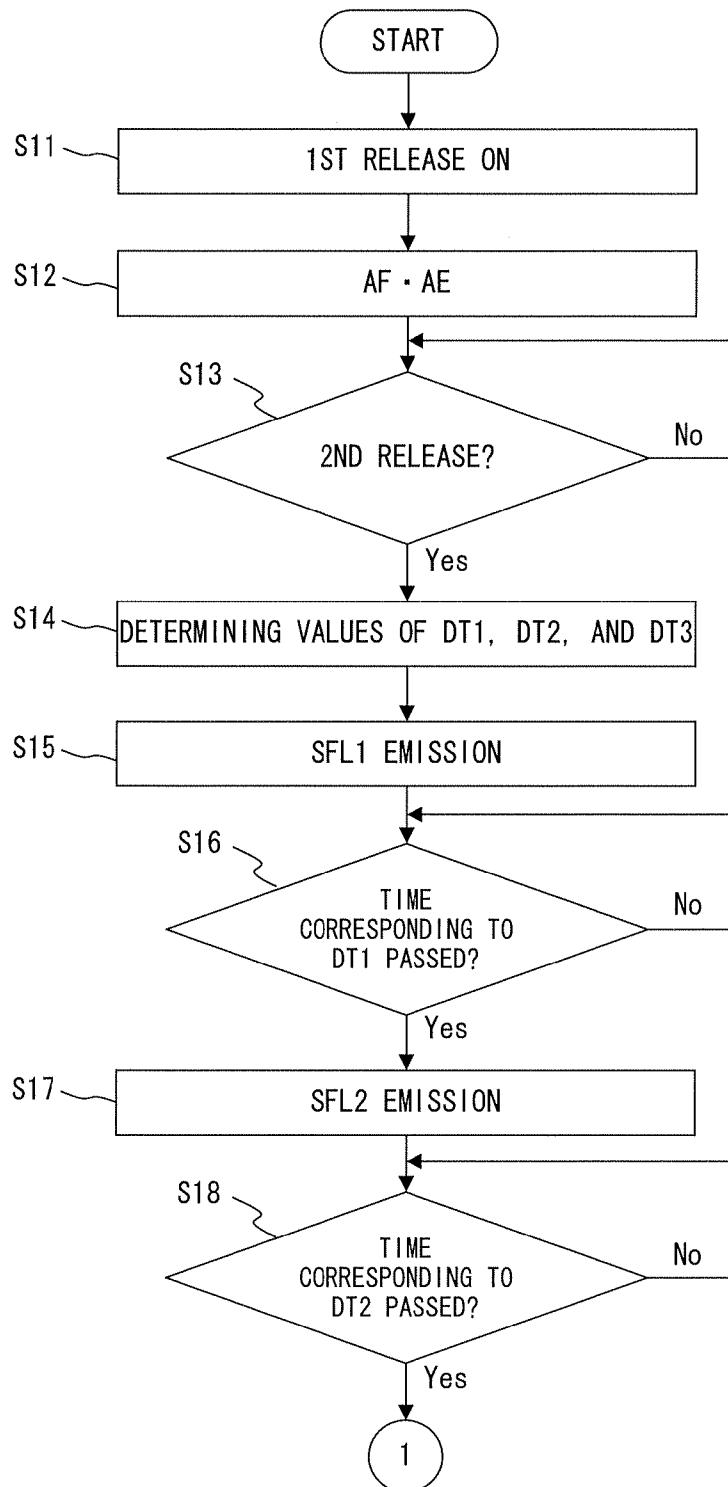 START
S11
1ST RELEASE ON
S12
AF・AE
S13
2ND RELEASE?
No
Yes
S14
DETERMINING VALUES OF DT1, DT2, AND DT3
S15
SFL1 EMISSION
S16
TIME
CORRESPONDING TO
DT1 PASSED?
No
Yes
S17
SFL2 EMISSION
S18
TIME
CORRESPONDING TO
DT2 PASSED?
No
Yes
1